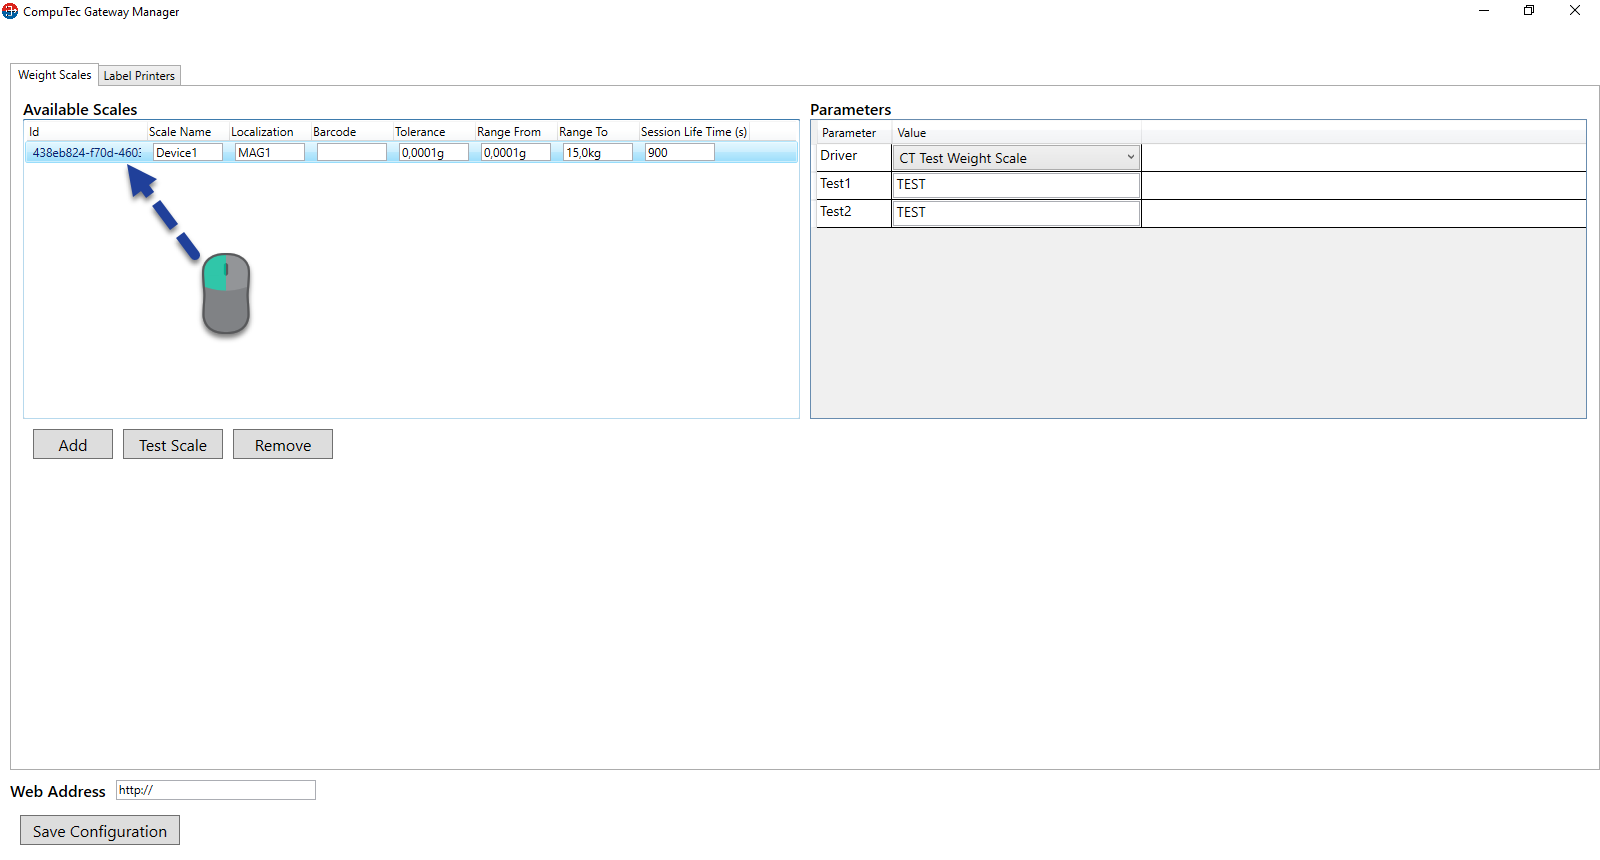 CompuTec Gateway Manager
Weight Scales Label Printers
Available Scales
Id Scale Name Localization Barcode Tolerance Range From Range To Session Life Time (s)
438eb824-f70d-460 Device1 MAG1 0,0001g 0,0001g 15,0kg 900
Add Test Scale Remove
Parameters
Parameter Value
Driver CT Test Weight Scale
Test1 TEST
Test2 TEST
Web Address http://
Save Configuration